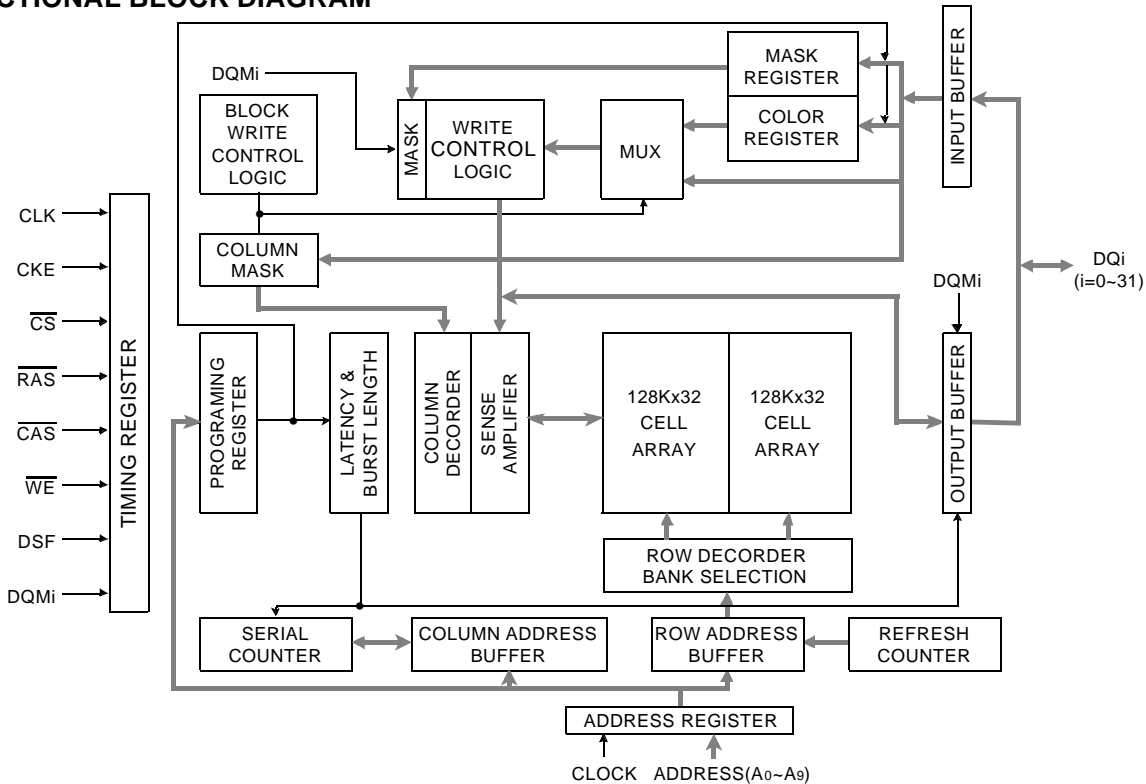 CTIONAL BLOCK DIAGRAM
DQMi
BLOCK
WRITE
CONTROL
LOGIC
MASK
WRITE
CONTROL
LOGIC
MUX
MASK
REGISTER
COLOR
REGISTER
INPUT BUFFER
COLUMN
MASK
CLK
CKE
CS
RAS
CAS
WE
DSF
DQMi
TIMING REGISTER
PROGRAMING
REGISTER
LATENCY &
BURST LENGTH
COLUMN
DECORDER
SENSE
AMPLIFIER
128Kx32
CELL
ARRAY
128Kx32
CELL
ARRAY
DQMi
OUTPUT BUFFER
DQi
(i=0~31)
ROW DECORDER
BANK SELECTION
SERIAL
COUNTER
COLUMN ADDRESS
BUFFER
ROW ADDRESS
BUFFER
REFRESH
COUNTER
ADDRESS REGISTER
CLOCK
ADDRESS(A0~A9)